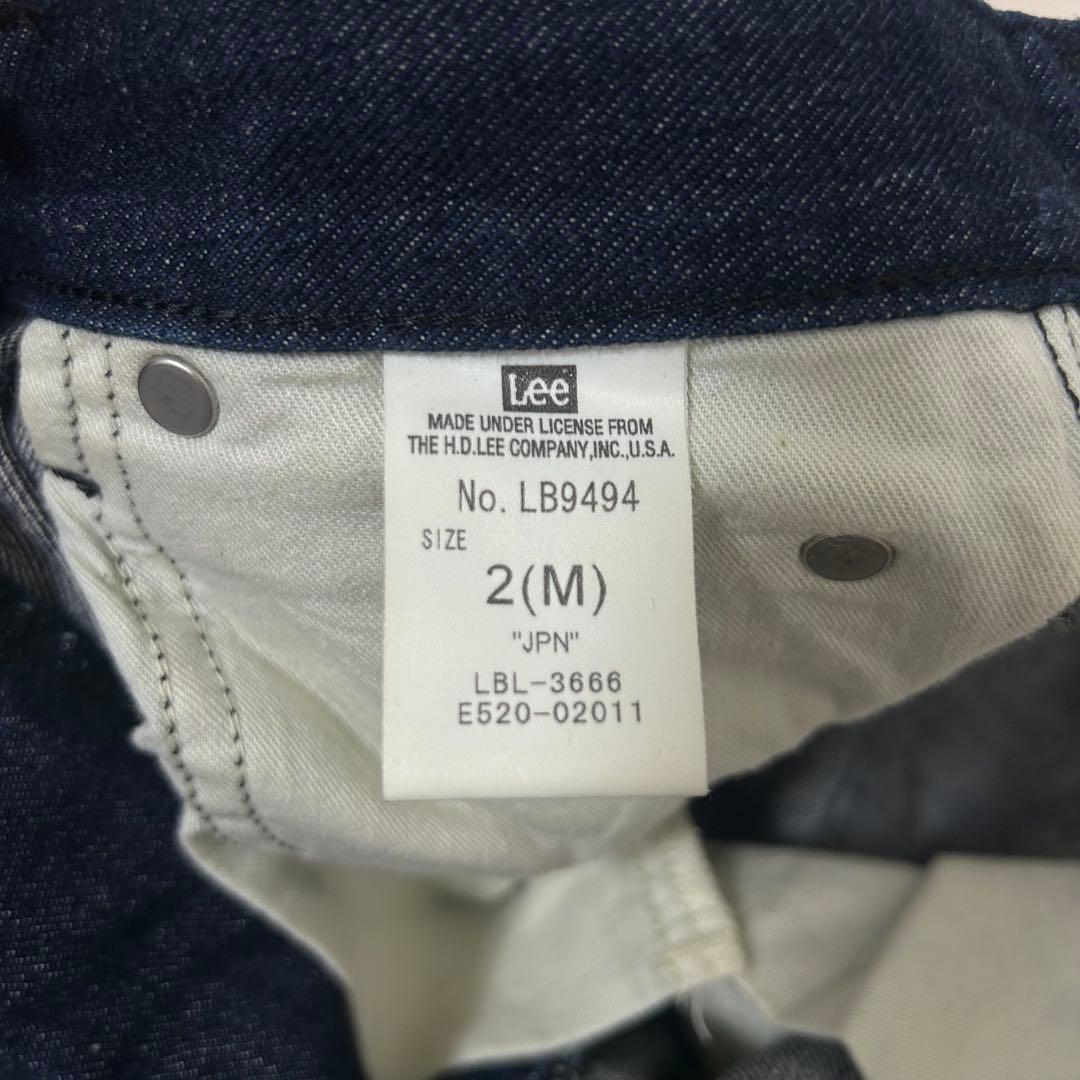 Lee
MADE UNDER LICENSE FROM
THE H.D.LEE COMPANY,INC.,U.S.A.
No. LB9494
SIZE
2(M)
"JPN"
LBL-3666
E520-02011